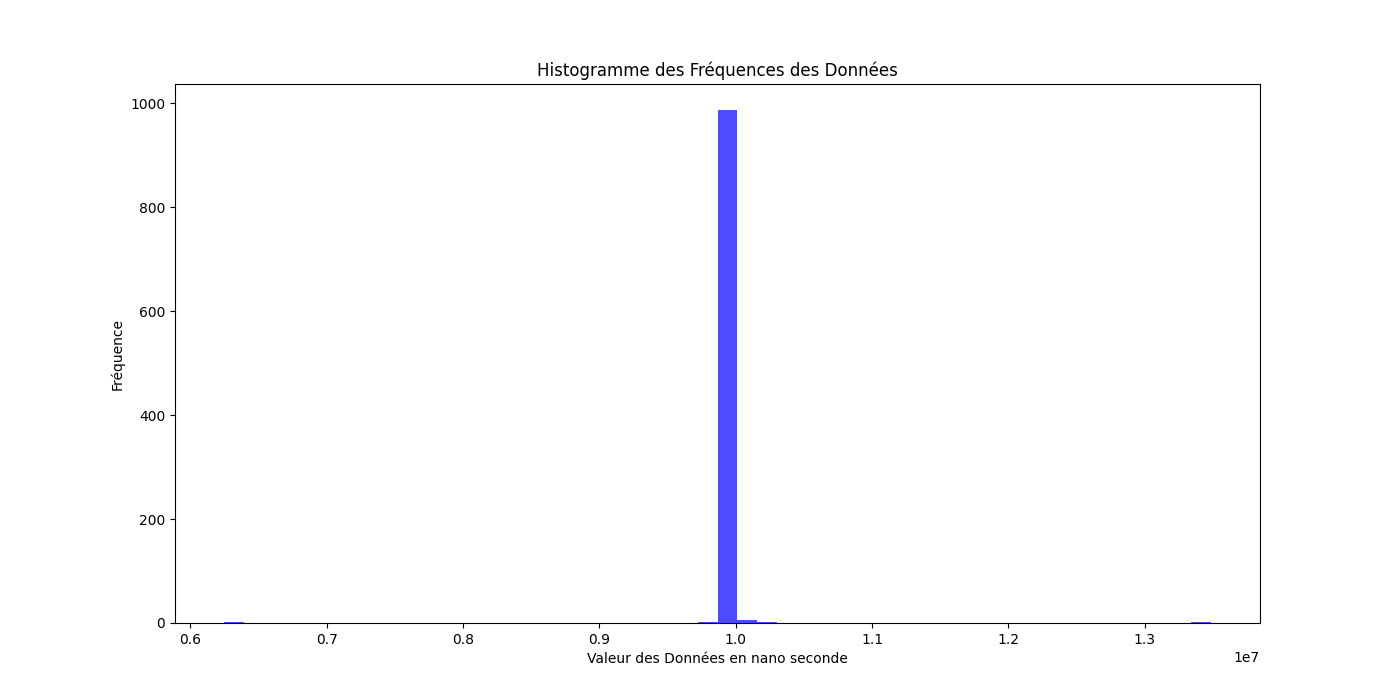 Histogramme des Fréquences des Données
1000
800
600
400
200
0
Fréquence
0.6 0.7 0.8 0.9 1.0 1.1 1.2 1.3
Valeur des Données en nano seconde
1e7